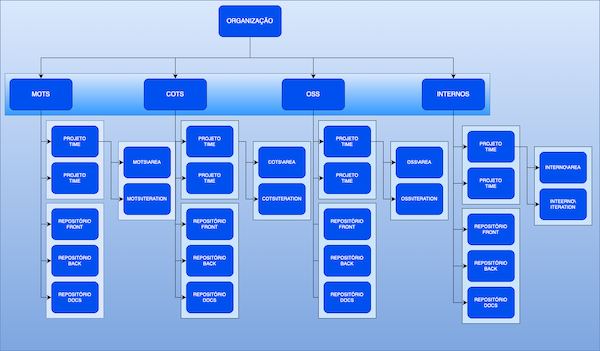 ORGANIZAÇÃO
MOTS
COTS
OSS
INTERNOS
PROJETO
TIME
PROJETO
TIME
MOTS\AREA
MOTS\ITERATION
REPOSITÓRIO
FRONT
REPOSITÓRIO
BACK
REPOSITÓRIO
DOCS
PROJETO
TIME
PROJETO
TIME
COTS\AREA
COTS\ITERATION
REPOSITÓRIO
FRONT
REPOSITÓRIO
BACK
REPOSITÓRIO
DOCS
PROJETO
TIME
PROJETO
TIME
OSS\AREA
OSS\ITERATION
REPOSITÓRIO
FRONT
REPOSITÓRIO
BACK
REPOSITÓRIO
DOCS
PROJETO
TIME
PROJETO
TIME
INTERNO\AREA
INTEERNO\
ITERATION
REPOSITÓRIO
FRONT
REPOSITÓRIO
BACK
REPOSITÓRIO
DOCS